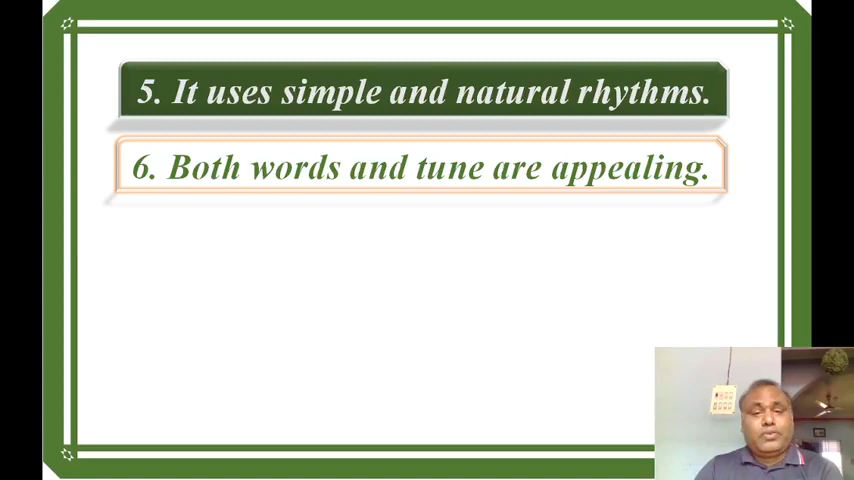 5. It uses simple and natural rhythms.
6. Both words and tune are appealing.